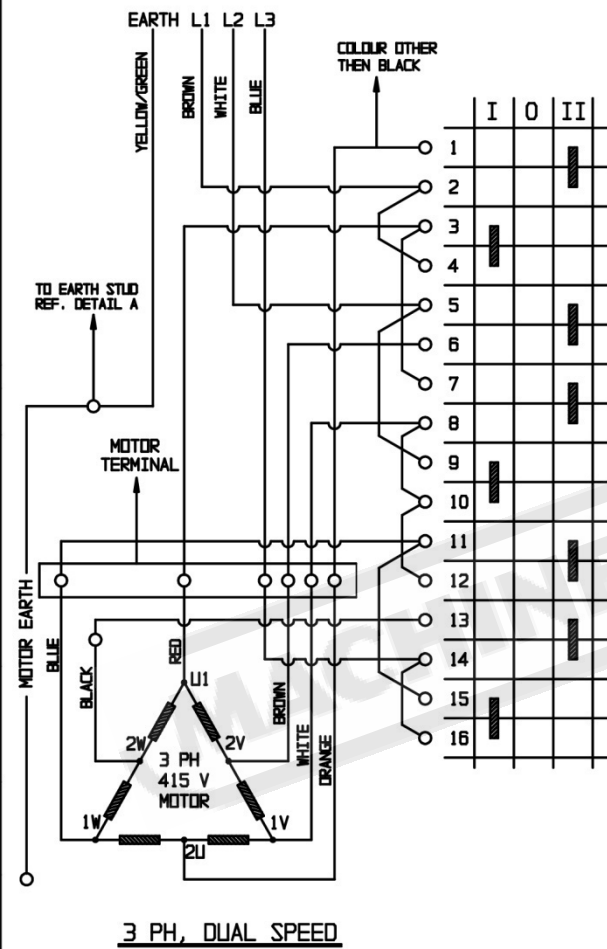 EARTH L1 L2 L3
COLOUR OTHER
THEN BLACK
YELLOW/GREEN
BROWN
WHITE
BLUE
I O II
1
2
3
4
TO EARTH STUD
REF. DETAIL A
5
6
7
MOTOR
TERMINAL
8
9
10
11
12
MOTOR EARTH
BLUE
BLACK
RED
13
14
15
16
U1
BROWN
WHITE
ORANGE
2W
2V
3 PH
415 V
MOTOR
1W
1V
2U
MACHIN
3 PH, DUAL SPEED